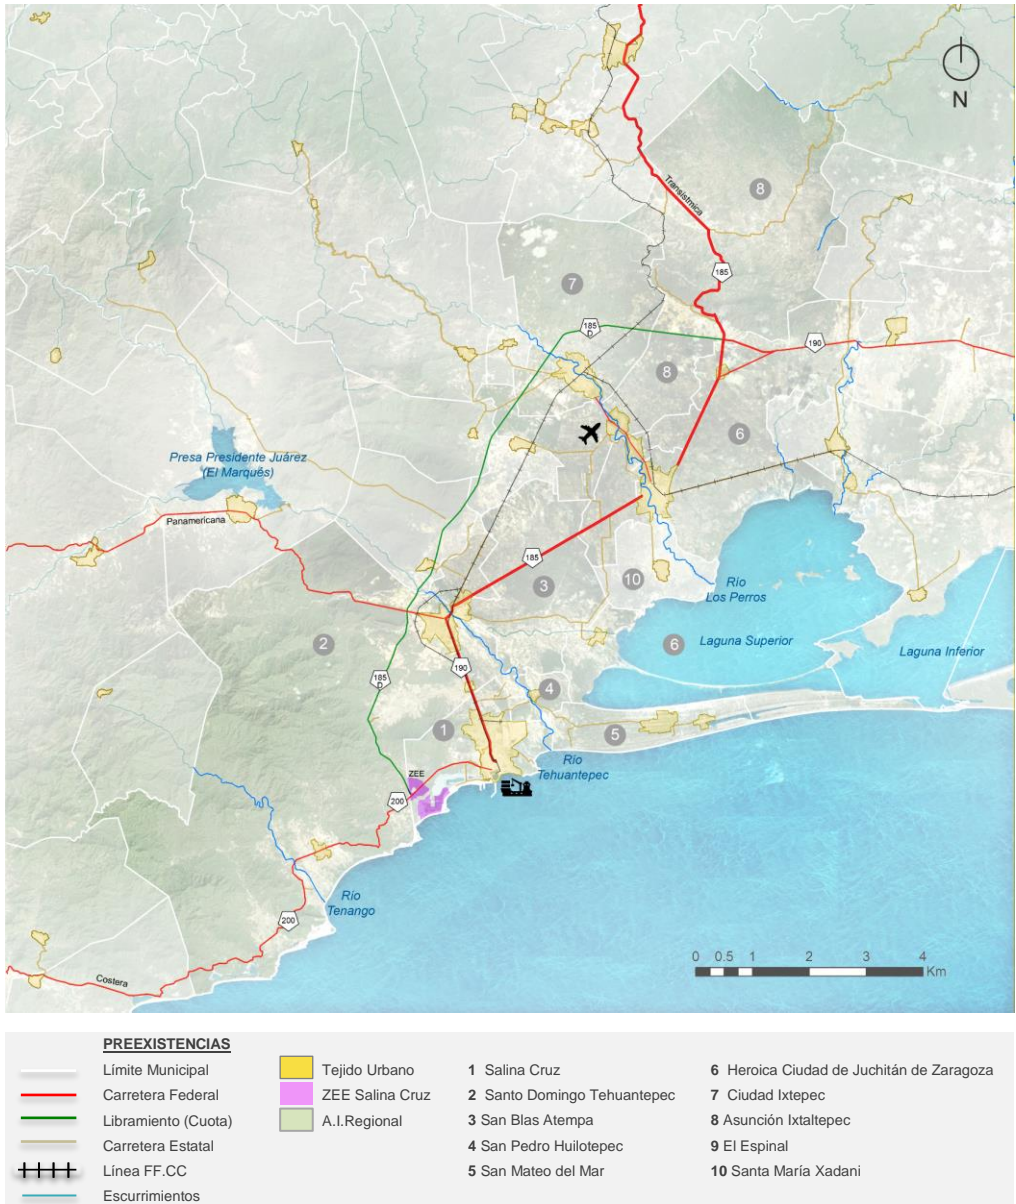 N
8
Transístmica
185
7
185
D
190
8
6
Presa Presidente Juárez
(El Marqués)
Panamericana
185
3
10
Río
Los Perros
2
6
Laguna Superior
Laguna Inferior
190
185
D
4
1
5
ZEE
Río
Tehuantepec
200
Río
Tenango
200
Costera
0 0.5 1 2 3 4
Km
PREEXISTENCIAS
Límite Municipal
Carretera Federal
Libramiento (Cuota)
Carretera Estatal
Línea FF.CC
Escurrimientos
Tejido Urbano
ZEE Salina Cruz
A.I.Regional
1 Salina Cruz
2 Santo Domingo Tehuantepec
3 San Blas Atempa
4 San Pedro Huilotepec
5 San Mateo del Mar
6 Heroica Ciudad de Juchitán de Zaragoza
7 Ciudad Ixtepec
8 Asunción Ixtaltepec
9 El Espinal
10 Santa María Xadani